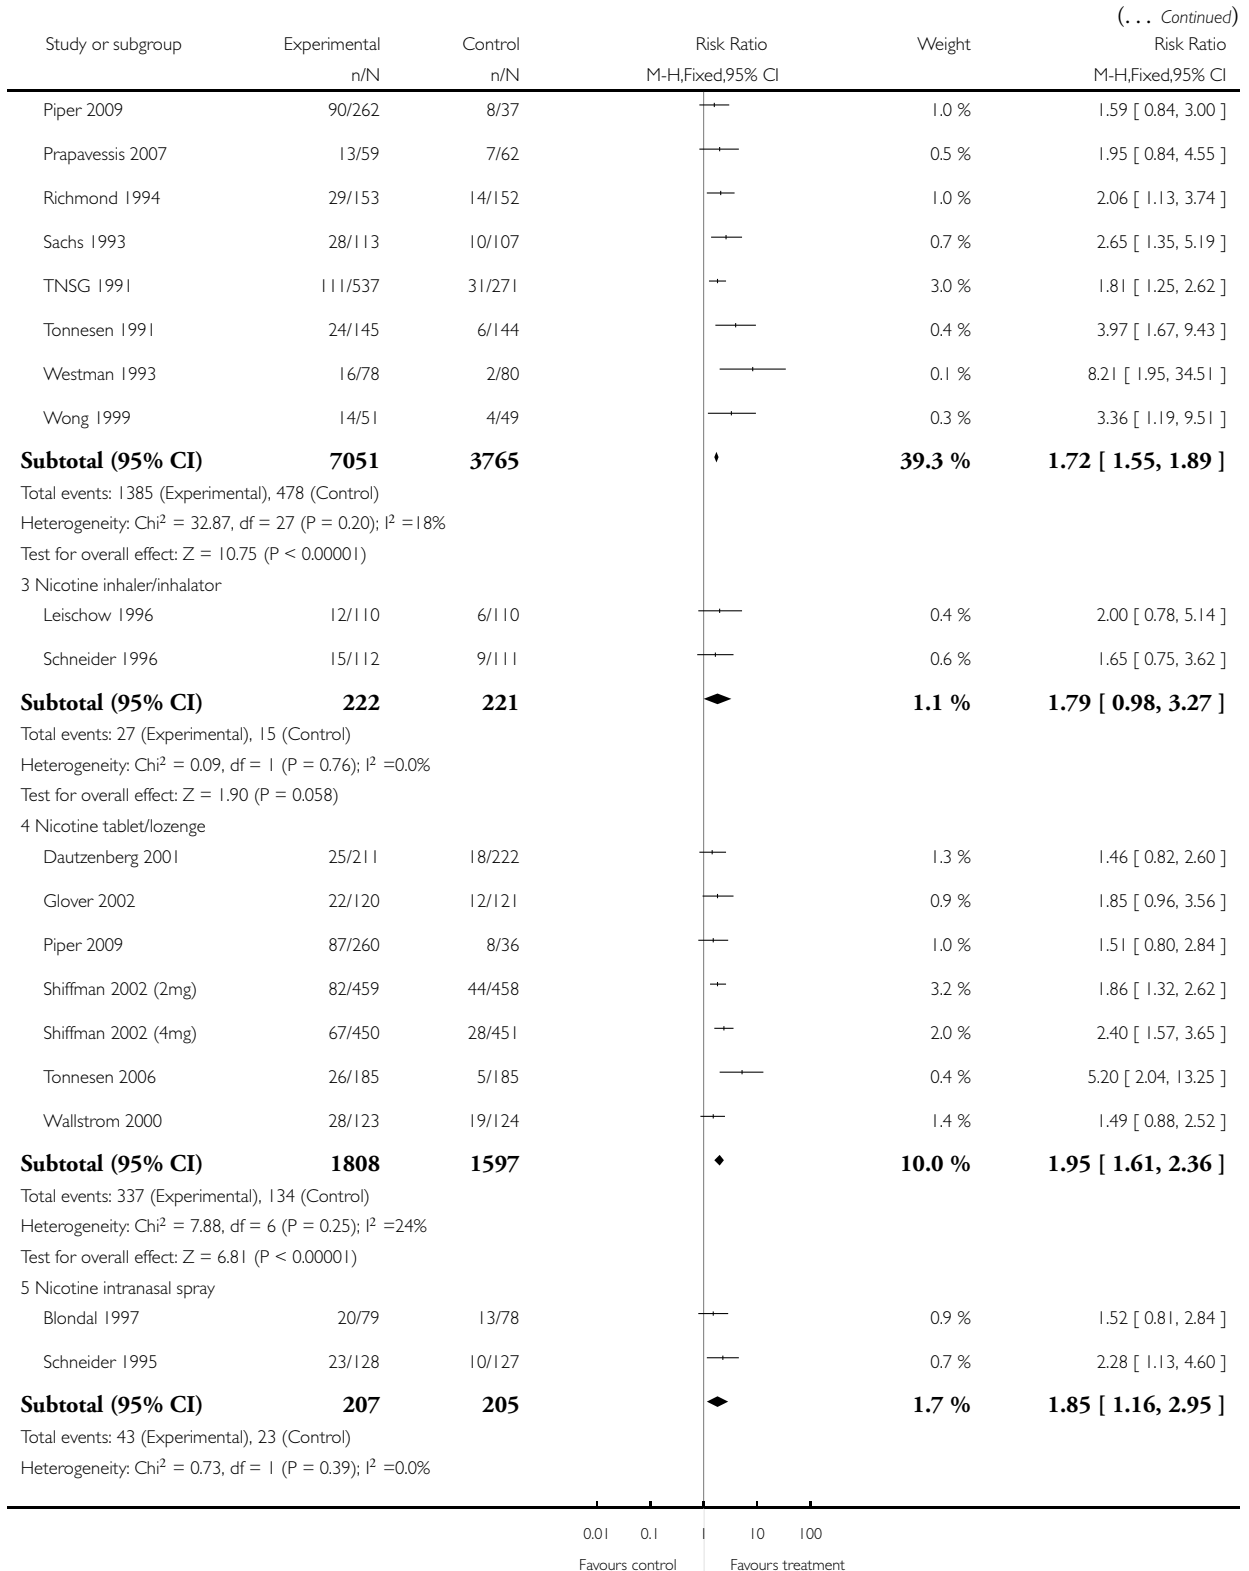 (... Continued)
Study or subgroup Experimental Control Risk Ratio Weight Risk Ratio
n/N n/N M-H,Fixed,95% CI M-H,Fixed,95% CI
Piper 2009 90/262 8/37 1.0 % 1.59 [ 0.84, 3.00 ]
Prapavessis 2007 13/59 7/62 0.5 % 1.95 [ 0.84, 4.55 ]
Richmond 1994 29/153 14/152 1.0 % 2.06 [ 1.13, 3.74 ]
Sachs 1993 28/113 10/107 0.7 % 2.65 [ 1.35, 5.19 ]
TNSG 1991 111/537 31/271 3.0 % 1.81 [ 1.25, 2.62 ]
Tonnesen 1991 24/145 6/144 0.4 % 3.97 [ 1.67, 9.43 ]
Westman 1993 16/78 2/80 0.1 % 8.21 [ 1.95, 34.51 ]
Wong 1999 14/51 4/49 0.3 % 3.36 [ 1.19, 9.51 ]
Subtotal (95% CI) 7051 3765 39.3 % 1.72 [ 1.55, 1.89 ]
Total events: 1385 (Experimental), 478 (Control)
Heterogeneity: Chi² = 32.87, df = 27 (P = 0.20); I² =18%
Test for overall effect: Z = 10.75 (P < 0.00001)
3 Nicotine inhaler/inhalator
Leischow 1996 12/110 6/110 0.4 % 2.00 [ 0.78, 5.14 ]
Schneider 1996 15/112 9/111 0.6 % 1.65 [ 0.75, 3.62 ]
Subtotal (95% CI) 222 221 1.1 % 1.79 [ 0.98, 3.27 ]
Total events: 27 (Experimental), 15 (Control)
Heterogeneity: Chi² = 0.09, df = 1 (P = 0.76); I² =0.0%
Test for overall effect: Z = 1.90 (P = 0.058)
4 Nicotine tablet/lozenge
Dautzenberg 2001 25/211 18/222 1.3 % 1.46 [ 0.82, 2.60 ]
Glover 2002 22/120 12/121 0.9 % 1.85 [ 0.96, 3.56 ]
Piper 2009 87/260 8/36 1.0 % 1.51 [ 0.80, 2.84 ]
Shiffman 2002 (2mg) 82/459 44/458 3.2 % 1.86 [ 1.32, 2.62 ]
Shiffman 2002 (4mg) 67/450 28/451 2.0 % 2.40 [ 1.57, 3.65 ]
Tonnesen 2006 26/185 5/185 0.4 % 5.20 [ 2.04, 13.25 ]
Wallstrom 2000 28/123 19/124 1.4 % 1.49 [ 0.88, 2.52 ]
Subtotal (95% CI) 1808 1597 10.0 % 1.95 [ 1.61, 2.36 ]
Total events: 337 (Experimental), 134 (Control)
Heterogeneity: Chi² = 7.88, df = 6 (P = 0.25); I² =24%
Test for overall effect: Z = 6.81 (P < 0.00001)
5 Nicotine intranasal spray
Blondal 1997 20/79 13/78 0.9 % 1.52 [ 0.81, 2.84 ]
Schneider 1995 23/128 10/127 0.7 % 2.28 [ 1.13, 4.60 ]
Subtotal (95% CI) 207 205 1.7 % 1.85 [ 1.16, 2.95 ]
Total events: 43 (Experimental), 23 (Control)
Heterogeneity: Chi² = 0.73, df = 1 (P = 0.39); I² =0.0%
0.01 0.1 1 10 100
Favours control Favours treatment